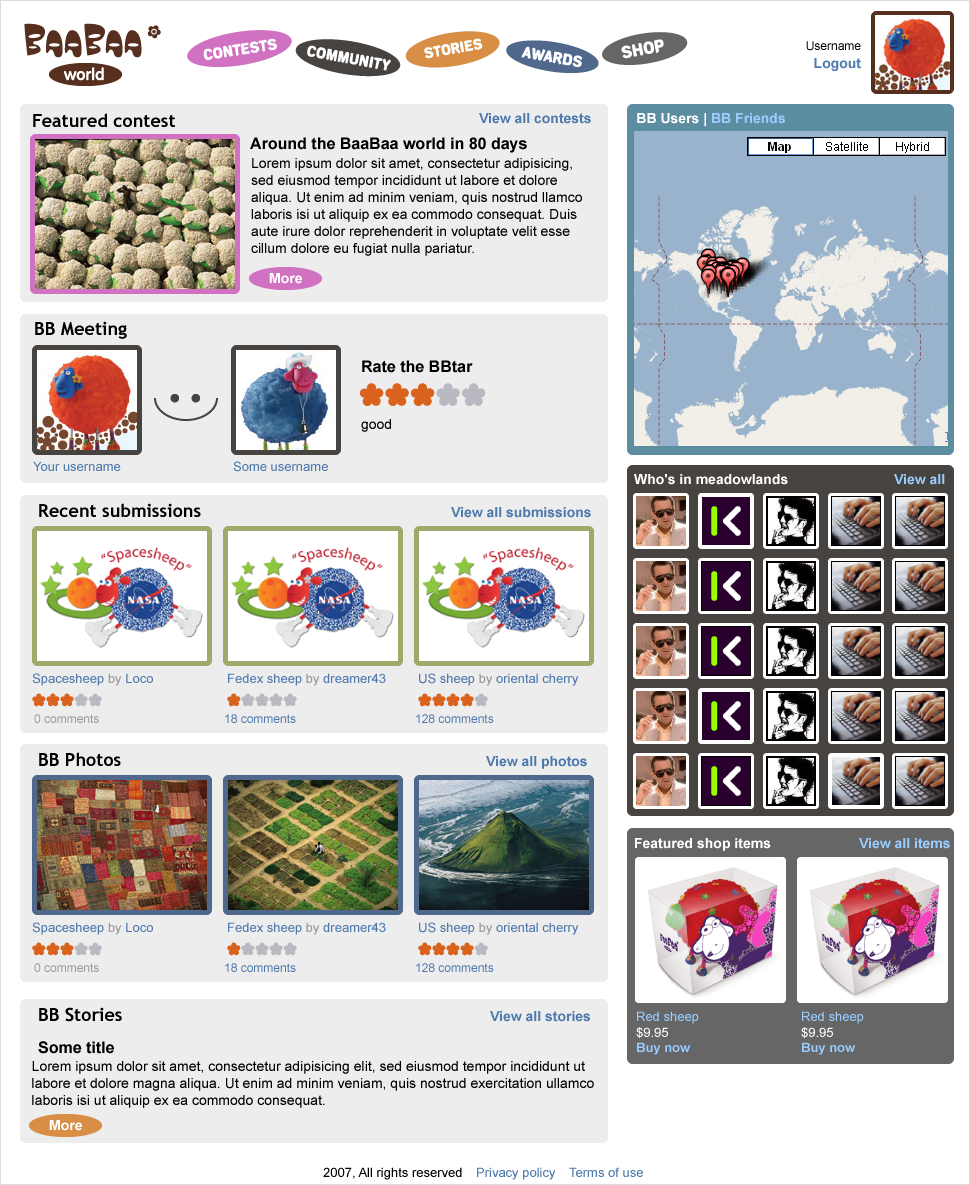 BAABAA
world
CONTESTS
COMMUNITY
STORIES
AWARDS
SHOP
Username
Logout
Featured contest
View all contests
Around the BaaBaa world in 80 days
Lorem ipsum dolor sit amet, consectetur adipisicing,
sed eiusmod tempor incididunt ut labore et dolore
aliqua. Ut enim ad minim veniam, quis nostrud llamco
laboris isi ut aliquip ex ea commodo consequat. Duis
aute irure dolor reprehenderit in voluptate velit esse
cillum dolore eu fugiat nulla pariatur.
More
BB Meeting
Your username
Some username
Rate the BBtar
good
Recent submissions
View all submissions
"Spacesheep"
NASA
"Spacesheep"
NASA
"Spacesheep"
NASA
Spacesheep by Loco
Fedex sheep by dreamer43
US sheep by oriental cherry
0 comments
18 comments
128 comments
BB Photos
View all photos
Spacesheep by Loco
Fedex sheep by dreamer43
US sheep by oriental cherry
0 comments
18 comments
128 comments
BB Stories
View all stories
Some title
Lorem ipsum dolor sit amet, consectetur adipisicing elit, sed eiusmod tempor incididunt ut
labore et dolore magna aliqua. Ut enim ad minim veniam, quis nostrud exercitation ullamco
laboris isi ut aliquip ex ea commodo consequat.
More
BB Users | BB Friends
Map
Satellite
Hybrid
Who's in meadowlands
View all
Featured shop items
View all items
BAABAA
BAABAA
Red sheep
$9.95
Buy now
Red sheep
$9.95
Buy now
2007, All rights reserved Privacy policy Terms of use